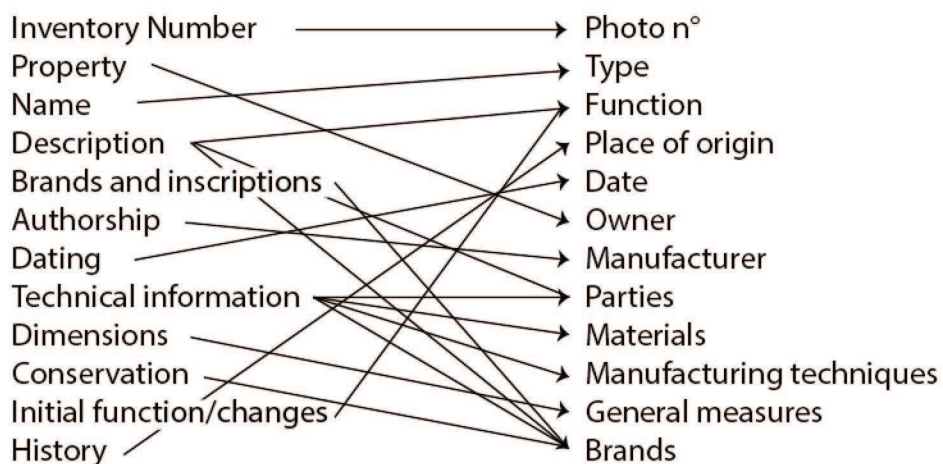 Inventory Number
Property
Name
Description
Brands and inscriptions
Authorship
Dating
Technical information
Dimensions
Conservation
Initial function/changes
History
Photo n°
Type
Function
Place of origin
Date
Owner
Manufacturer
Parties
Materials
Manufacturing techniques
General measures
Brands